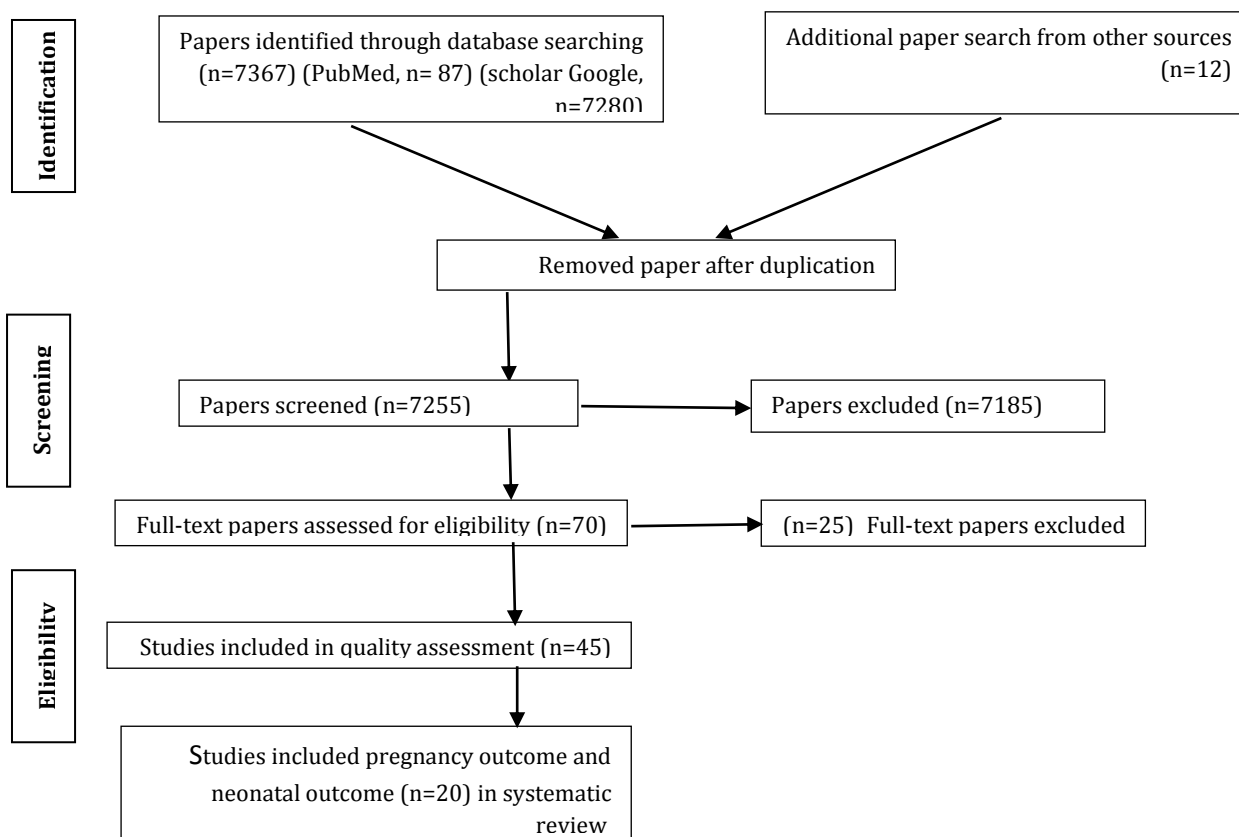 Identification
Papers identified through database searching
(n=7367) (PubMed, n= 87) (scholar Google,
n=7280)
Additional paper search from other sources
(n=12)
Removed paper after duplication
Screening
Papers screened (n=7255)
Papers excluded (n=7185)
Full-text papers assessed for eligibility (n=70)
(n=25) Full-text papers excluded
Eligibility
Studies included in quality assessment (n=45)
Studies included pregnancy outcome and
neonatal outcome (n=20) in systematic
review